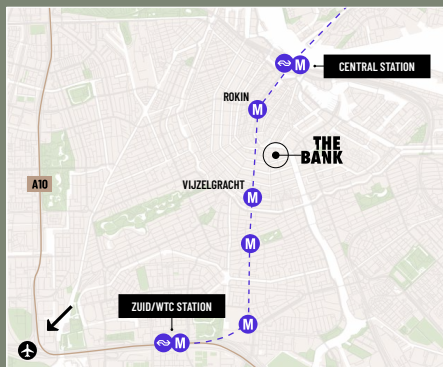 M
CENTRAL STATION
ROKIN
M
THE
BANK
A10
VIJZELGRACHT
M
M
ZUID/WTC STATION
M
M